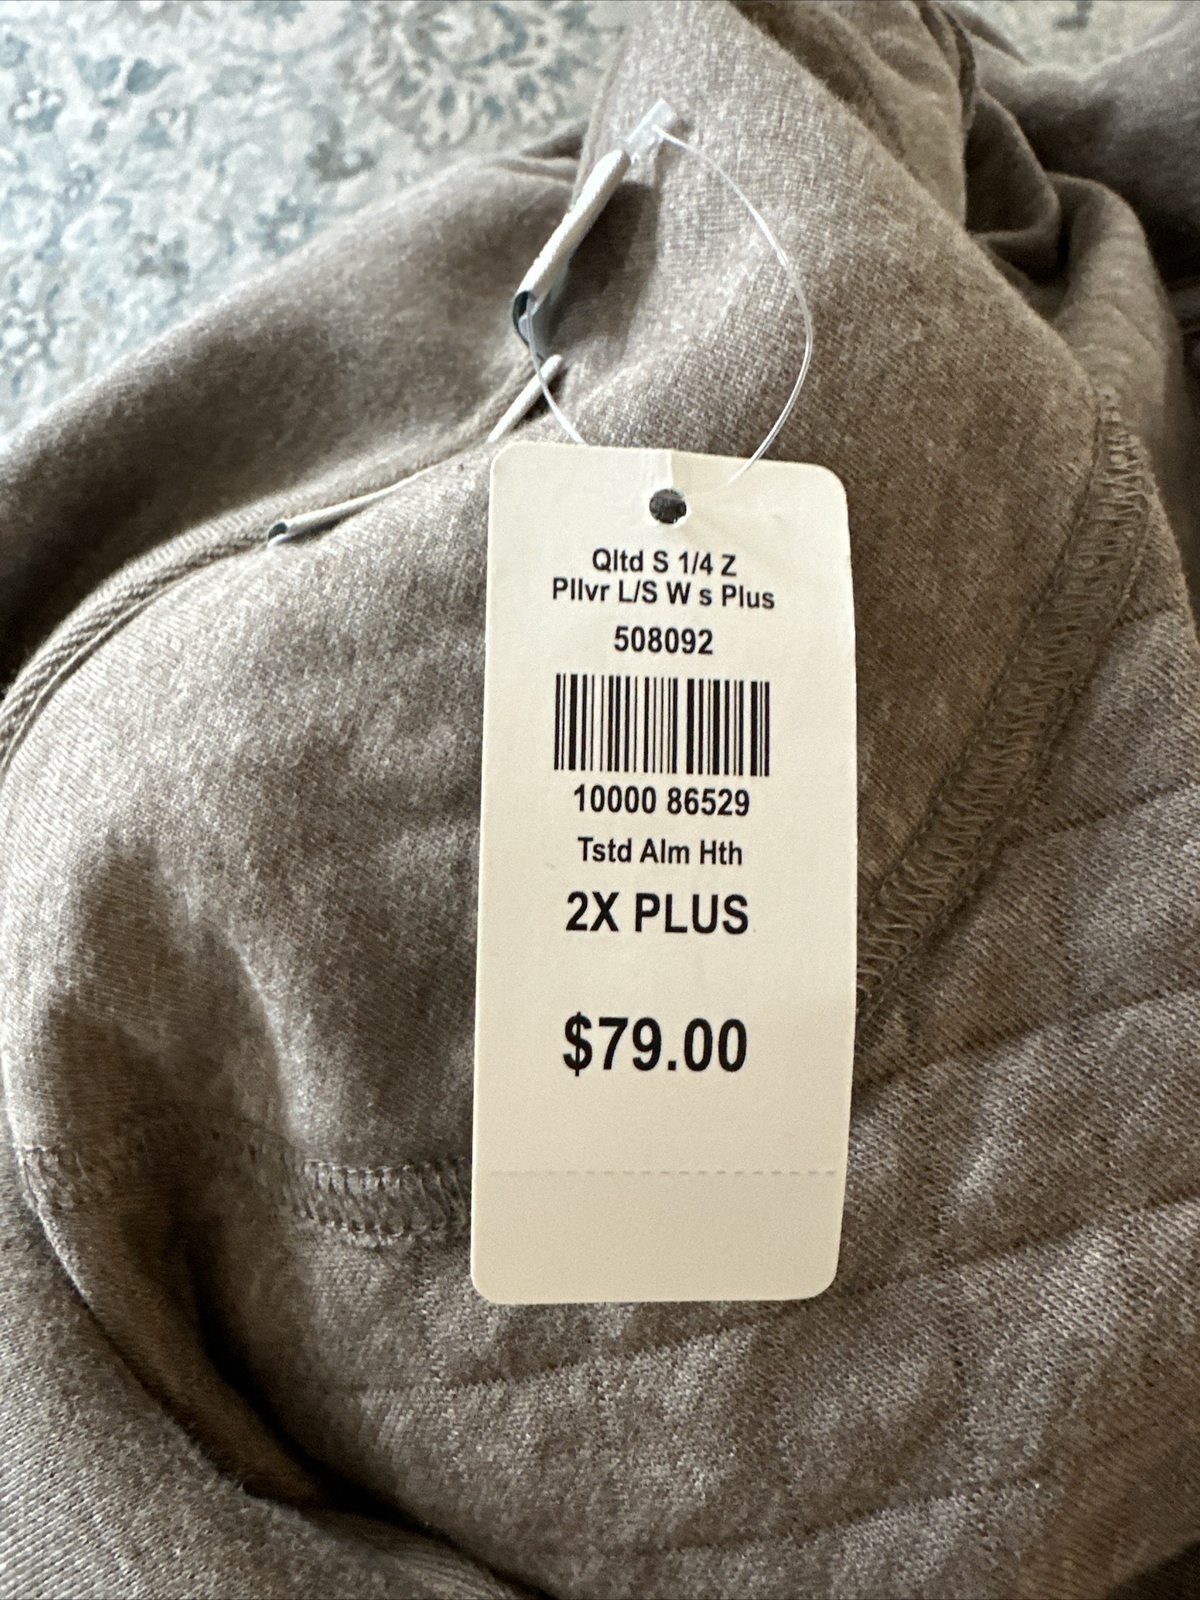 Qltd S 1/4 Z
Pllvr L/S W s Plus
508092
10000 86529
Tstd Alm Hth
2X PLUS
$79.00